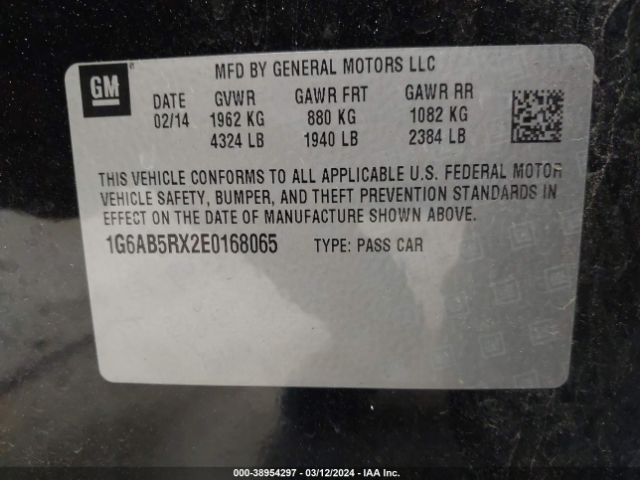 GM
MFD BY GENERAL MOTORS LLC
DATE GVWR GAWR FRT GAWR RR
02/14 1962 KG 880 KG 1082 KG
4324 LB 1940 LB 2384 LB
THIS VEHICLE CONFORMS TO ALL APPLICABLE U.S. FEDERAL MOTOR
VEHICLE SAFETY, BUMPER, AND THEFT PREVENTION STANDARDS IN
EFFECT ON THE DATE OF MANUFACTURE SHOWN ABOVE.
1G6AB5RX2E0168065 TYPE: PASS CAR
000-38954297 - 03/12/2024 - IAA Inc.